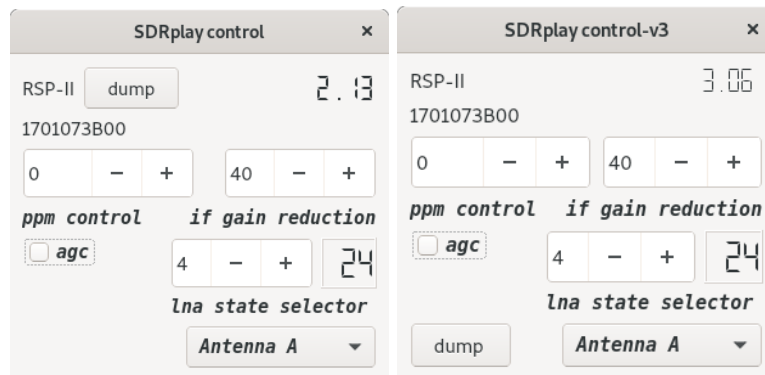 SDRplay control ×
RSP-II dump 2.13
1701073B00
0 − + 40 − +
ppm control if gain reduction
agc 4 − + 24
lna state selector
Antenna A
SDRplay control-v3 ×
RSP-II 3.06
1701073B00
0 − + 40 − +
ppm control if gain reduction
agc 4 − + 24
lna state selector
dump Antenna A